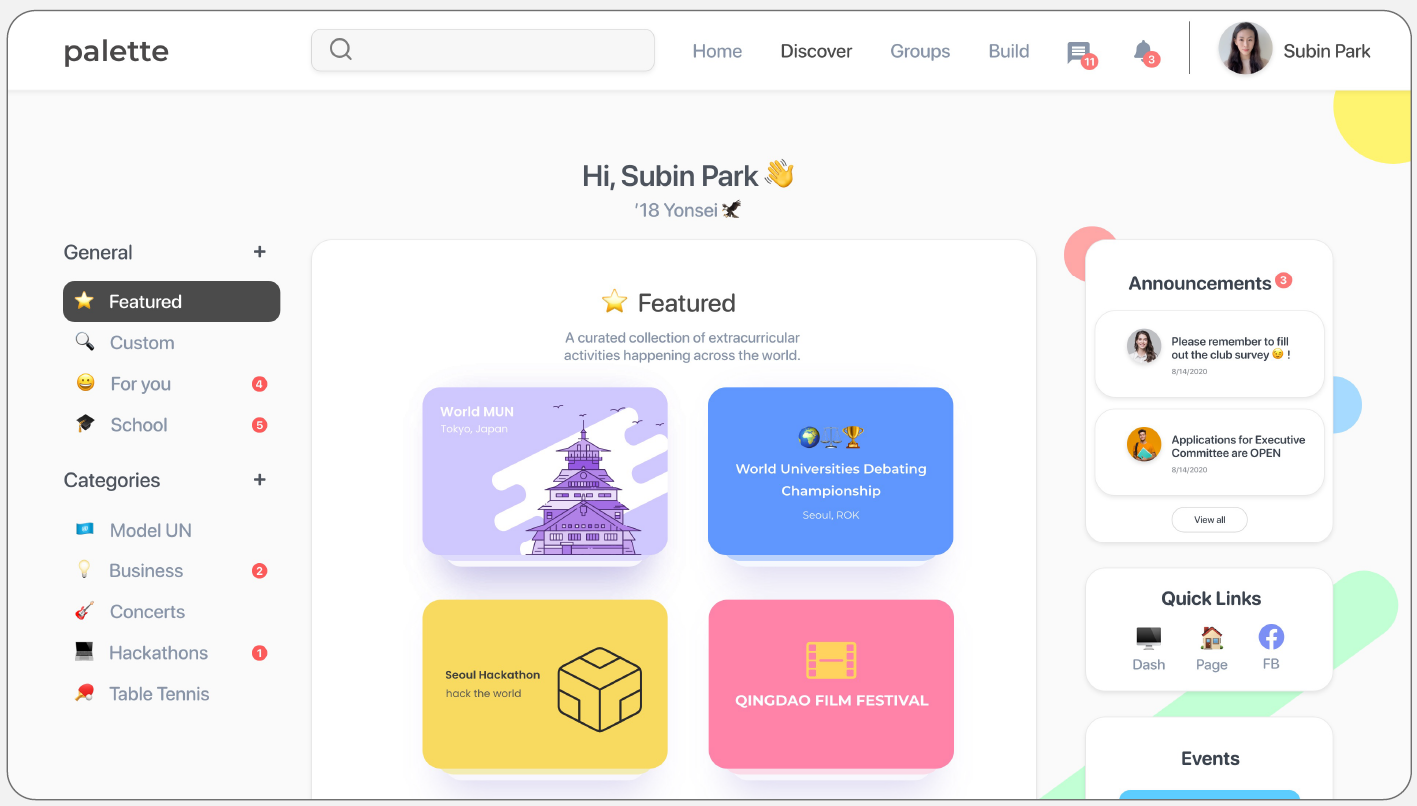 palette
Home
Discover
Groups
Build
11
3
Subin Park
Hi, Subin Park 👋
'18 Yonsei
General +
Featured
Custom
For you 4
School 5
Categories +
Model UN
Business 2
Concerts
Hackathons 1
Table Tennis
⭐ Featured
A curated collection of extracurricular
activities happening across the world.
World MUN
Tokyo, Japan
World Universities Debating
Championship
Seoul, ROK
Seoul Hackathon
hack the world
QINGDAO FILM FESTIVAL
Announcements 3
Please remember to fill
out the club survey 😉 !
8/14/2020
Applications for Executive
Committee are OPEN
8/14/2020
View all
Quick Links
Dash
Page
FB
Events